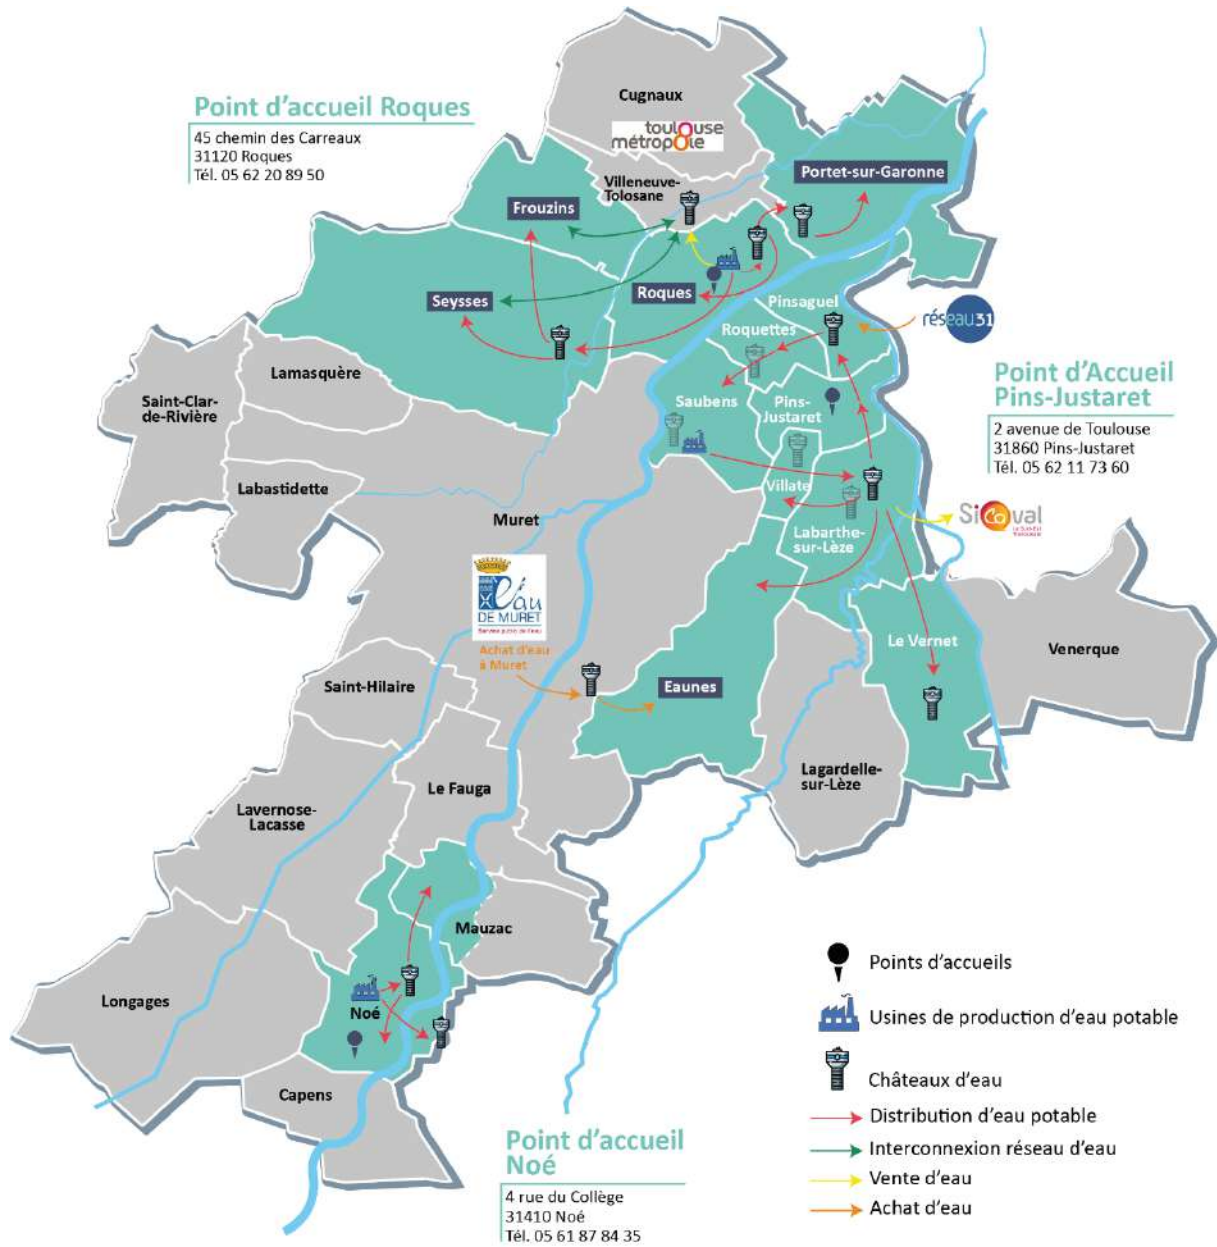 Point d'accueil Roques
45 chemin des Carreaux
31120 Roques
Tél. 05 62 20 89 50
Cugnaux
toulouse
métropole
Villeneuve-
Tolosane
Portet-sur-Garonne
Frouzins
Seysses
Roques
Pinsaguel
Roquettes
réseau31
Saubens
Pins-
Justaret
Point d'Accueil
Pins-Justaret
2 avenue de Toulouse
31860 Pins-Justaret
Tél. 05 62 11 73 60
Lamasquère
Saint-Clar-
de-Rivière
Labastidette
Muret
Villate
Labarthe-
sur-Lèze
Sicoval
eau
DE MURET
Achat d'eau
à Muret
Le Vernet
Venerque
Eaunes
Saint-Hilaire
Lagardelle-
sur-Lèze
Le Fauga
Lavernose-
Lacasse
Mauzac
Longages
Noé
Capens
Point d'accueil
Noé
4 rue du Collège
31410 Noé
Tél. 05 61 87 84 35
Points d'accueils
Usines de production d'eau potable
Châteaux d'eau
Distribution d'eau potable
Interconnexion réseau d'eau
Vente d'eau
Achat d'eau